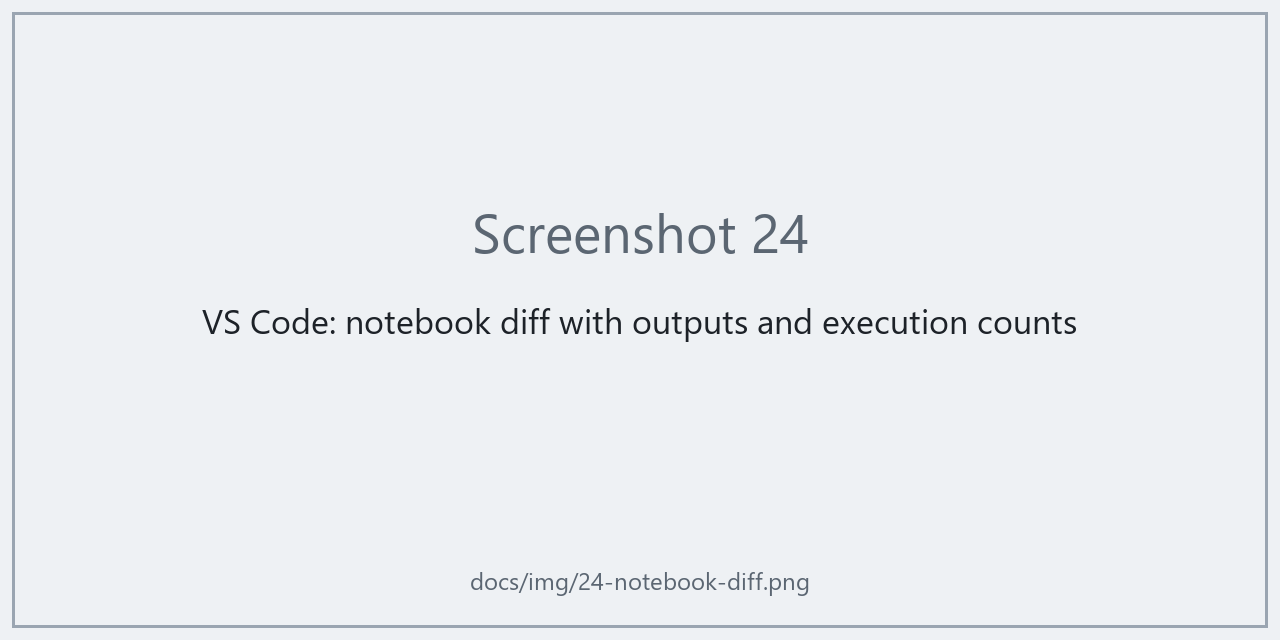 Screenshot 24
VS Code: notebook diff with outputs and execution counts
docs/img/24-notebook-diff.png